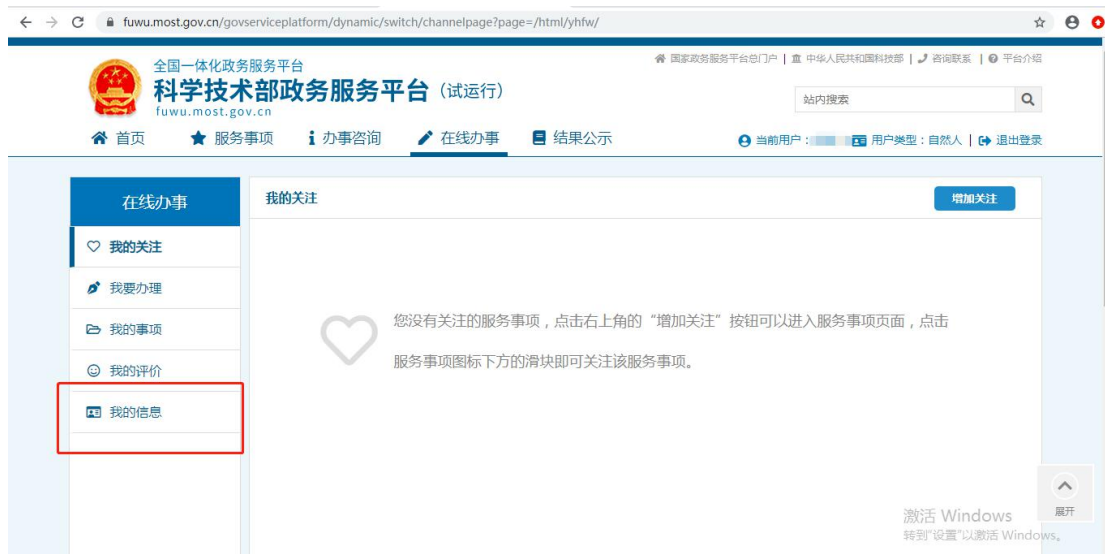 fuwu.most.gov.cn/govserviceplatform/dynamic/switch/channelpage?page=/html/yhfw/
国家政务服务平台总门户 | 中华人民共和国科技部 | 咨询联系 | 平台介绍
全国一体化政务服务平台
科学技术部政务服务平台（试运行）
fuwu.most.gov.cn
站内搜索
首页 服务事项 办事咨询 在线办事 结果公示
当前用户： 用户类型：自然人 | 退出登录
在线办事
我的关注
我要办理
我的事项
我的评价
我的信息
我的关注
增加关注
您没有关注的服务事项，点击右上角的“增加关注”按钮可以进入服务事项页面，点击
服务事项图标下方的滑块即可关注该服务事项。
展开
激活 Windows
转到“设置”以激活 Windows。